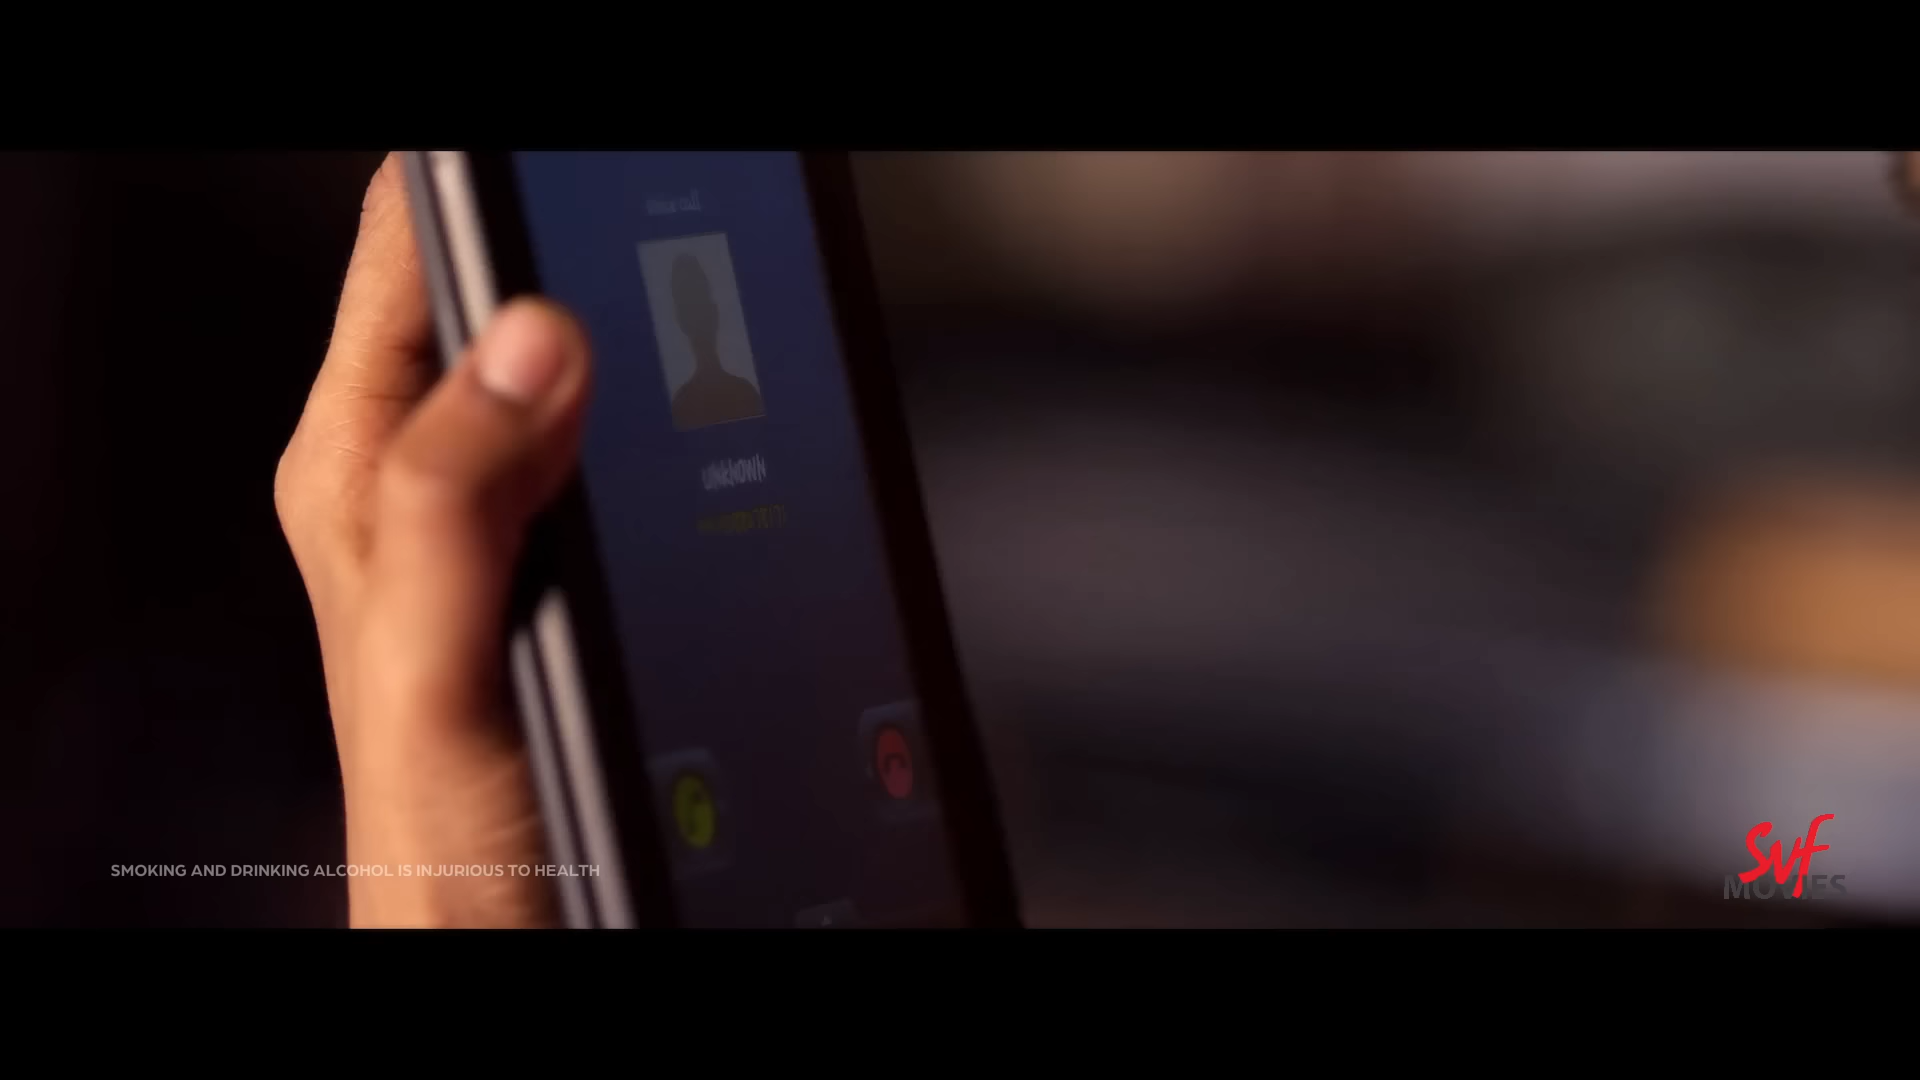 UNKNOWN
SMOKING AND DRINKING ALCOHOL IS INJURIOUS TO HEALTH
Svf
MOVIES